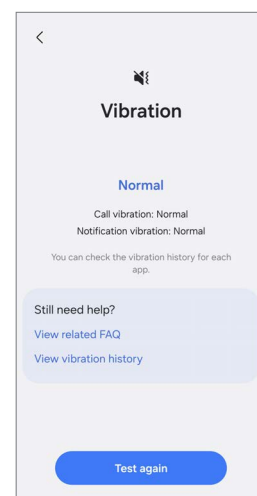 Vibration
Normal
Call vibration: Normal
Notification vibration: Normal
You can check the vibration history for each
app.
Still need help?
View related FAQ
View vibration history
Test again